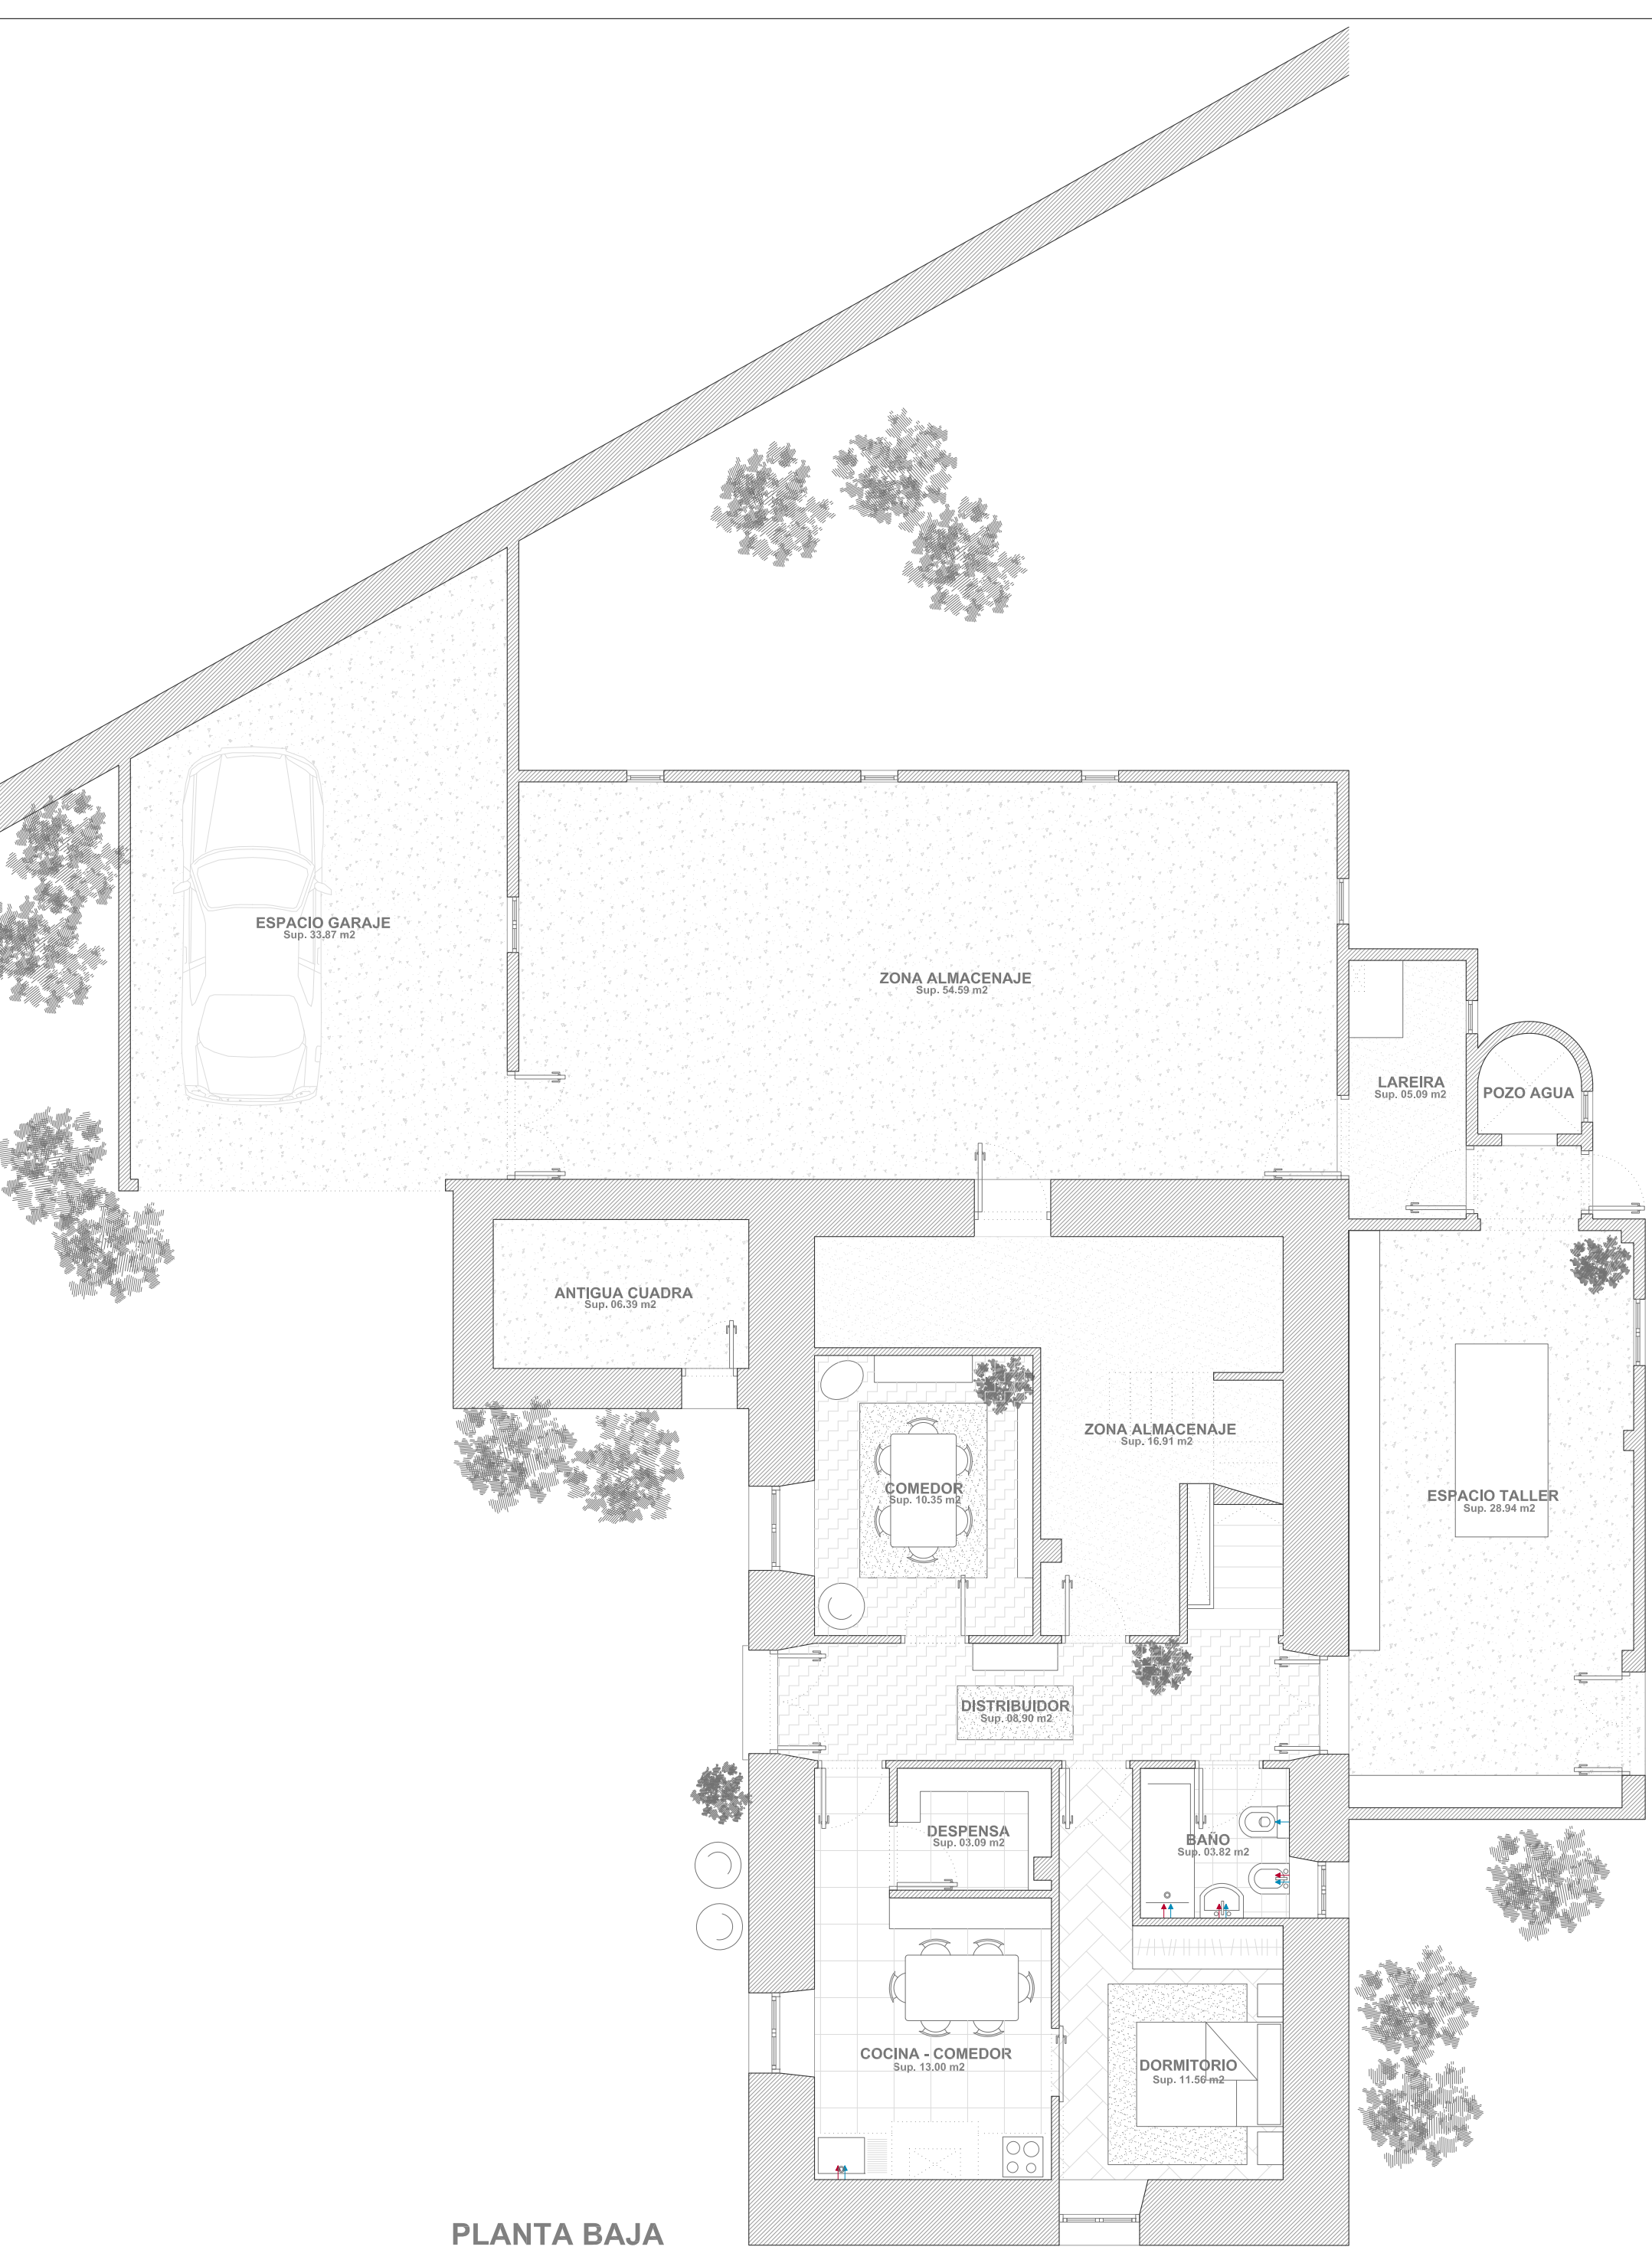 ESPACIO GARAJE
Sup. 33.87 m2
ZONA ALMACENAJE
Sup. 54.59 m2
LAREIRA
Sup. 05.09 m2
POZO AGUA
ANTIGUA CUADRA
Sup. 06.39 m2
ZONA ALMACENAJE
Sup. 16.91 m2
COMEDOR
Sup. 10.35 m2
ESPACIO TALLER
Sup. 28.94 m2
DISTRIBUIDOR
Sup. 08.90 m2
DESPENSA
Sup. 03.09 m2
BAÑO
Sup. 03.82 m2
COCINA - COMEDOR
Sup. 13.00 m2
DORMITORIO
Sup. 11.56 m2
PLANTA BAJA